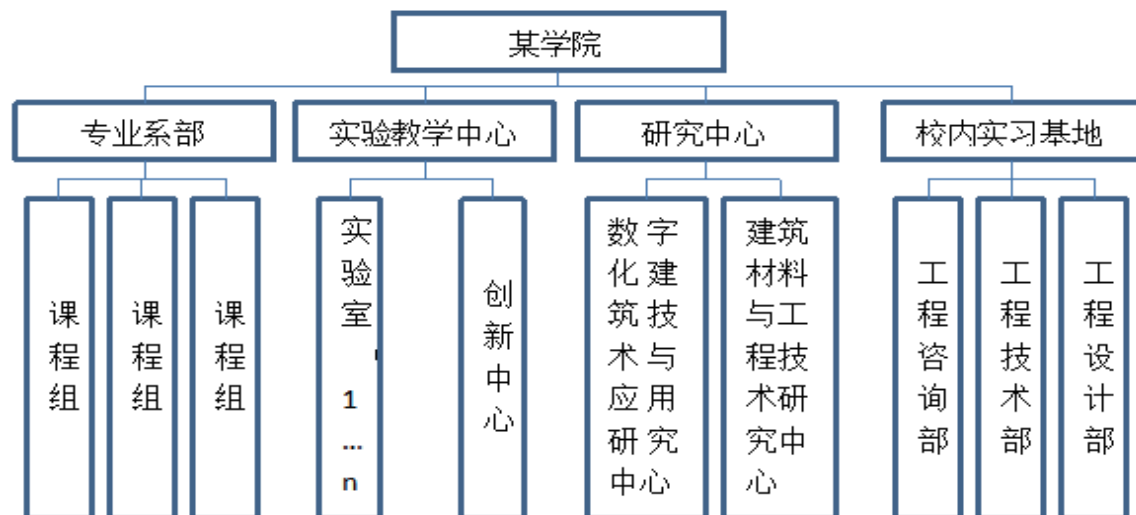 某学院
专业系部
实验教学中心
研究中心
校内实习基地
课程组
课程组
课程组
实验室
1
...
n
创新中心
数字
化建
筑技
术与
应用
研究
中心
建筑
材料
与工
程技
术研
究中
心
工程咨询部
工程技术部
工程设计部